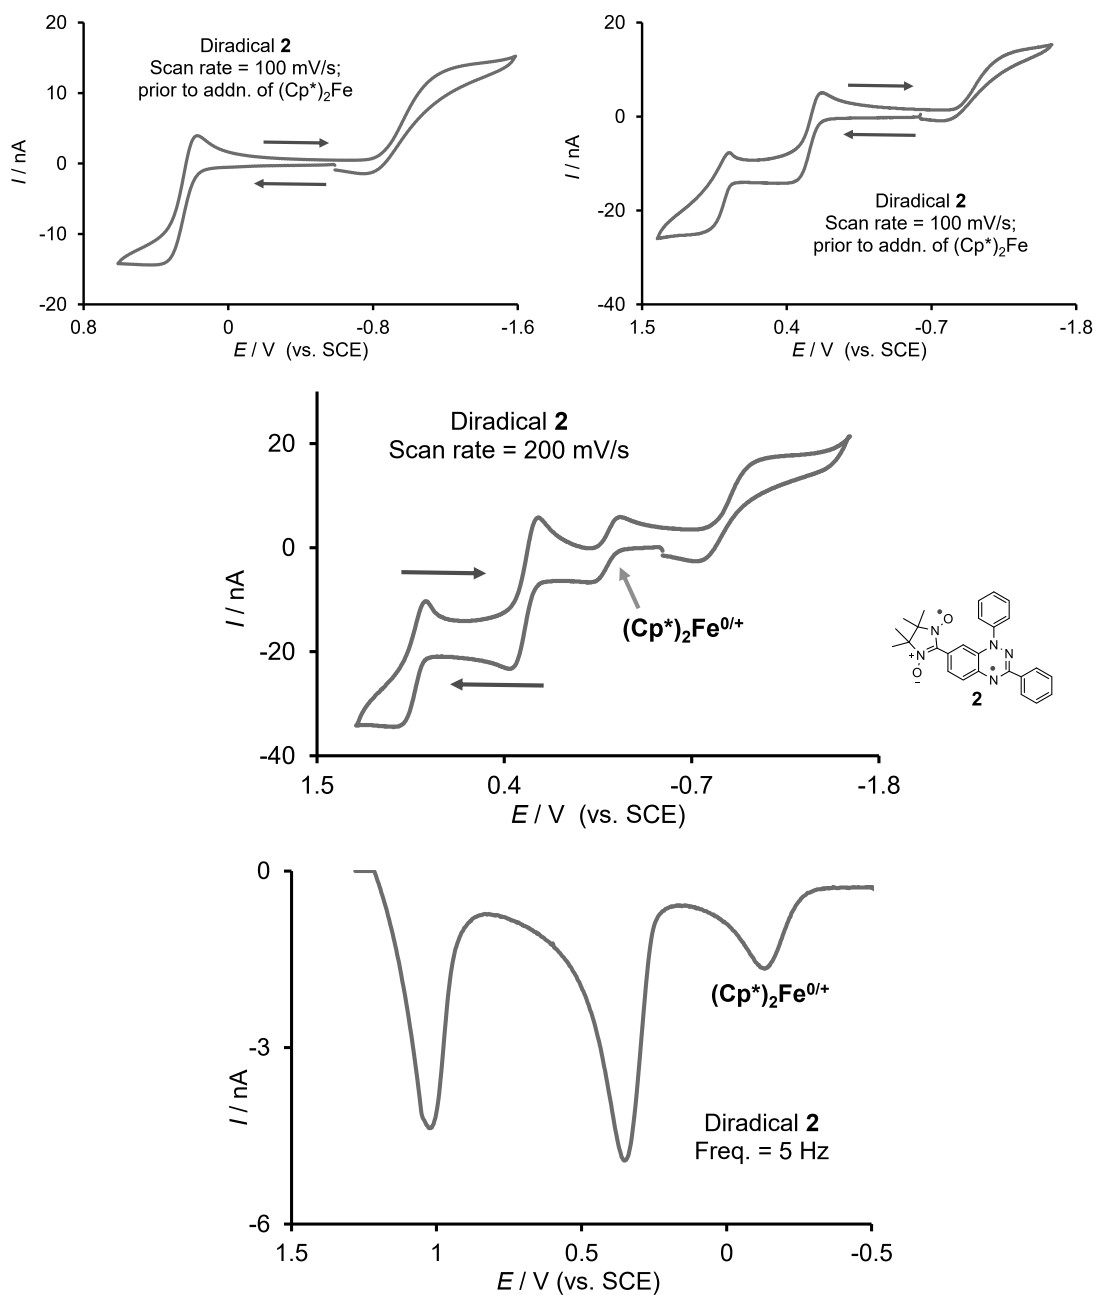 20
10
0
-10
-20
I / nA
Diradical 2
Scan rate = 100 mV/s;
prior to addn. of (Cp*)₂Fe
0.8 0 -0.8 -1.6
E / V (vs. SCE)
20
0
-20
-40
I / nA
Diradical 2
Scan rate = 100 mV/s;
prior to addn. of (Cp*)₂Fe
1.5 0.4 -0.7 -1.8
E / V (vs. SCE)
20
0
-20
-40
I / nA
Diradical 2
Scan rate = 200 mV/s
(Cp*)₂Fe⁰/⁺
1.5 0.4 -0.7 -1.8
E / V (vs. SCE)
O
N
N
+
O
−
N
N
N
2
0
-3
-6
I / nA
(Cp*)₂Fe⁰/⁺
Diradical 2
Freq. = 5 Hz
1.5 1 0.5 0 -0.5
E / V (vs. SCE)